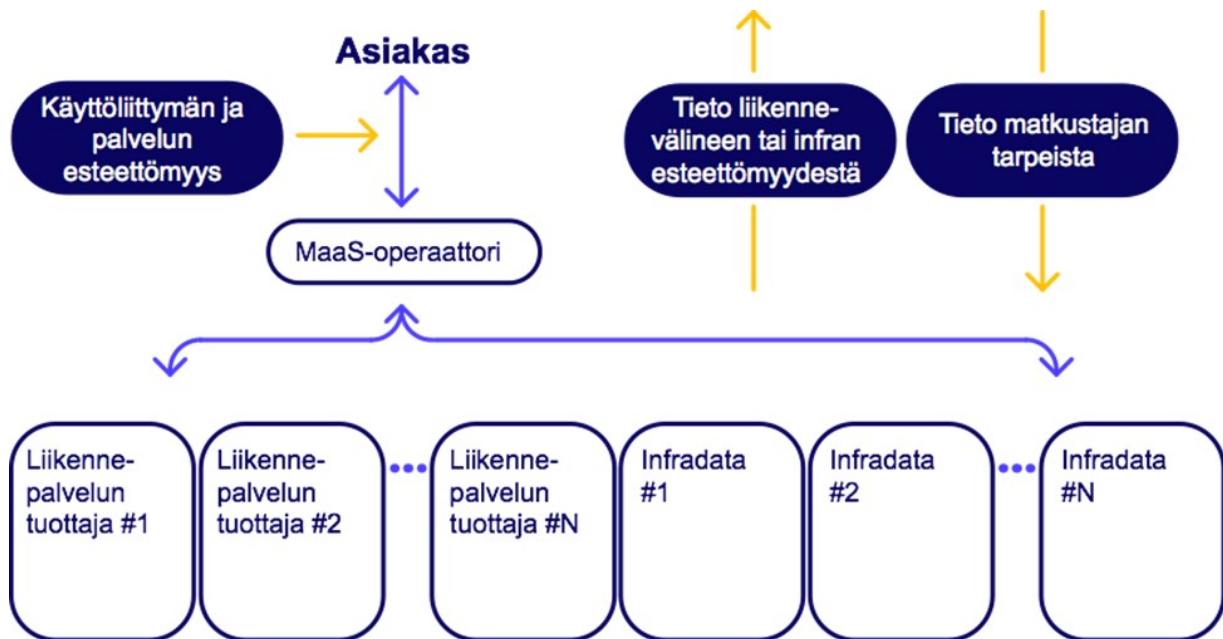 Asiakas
Käyttöliittymän ja
palvelun
esteettömyys
Tieto liikenne-
välineen tai infran
esteettömyydestä
Tieto matkustajan
tarpeista
MaaS-operaattori
Liikenne-
palvelun
tuottaja #1
Liikenne-
palvelun
tuottaja #2
Liikenne-
palvelun
tuottaja #N
Infradata
#1
Infradata
#2
Infradata
#N